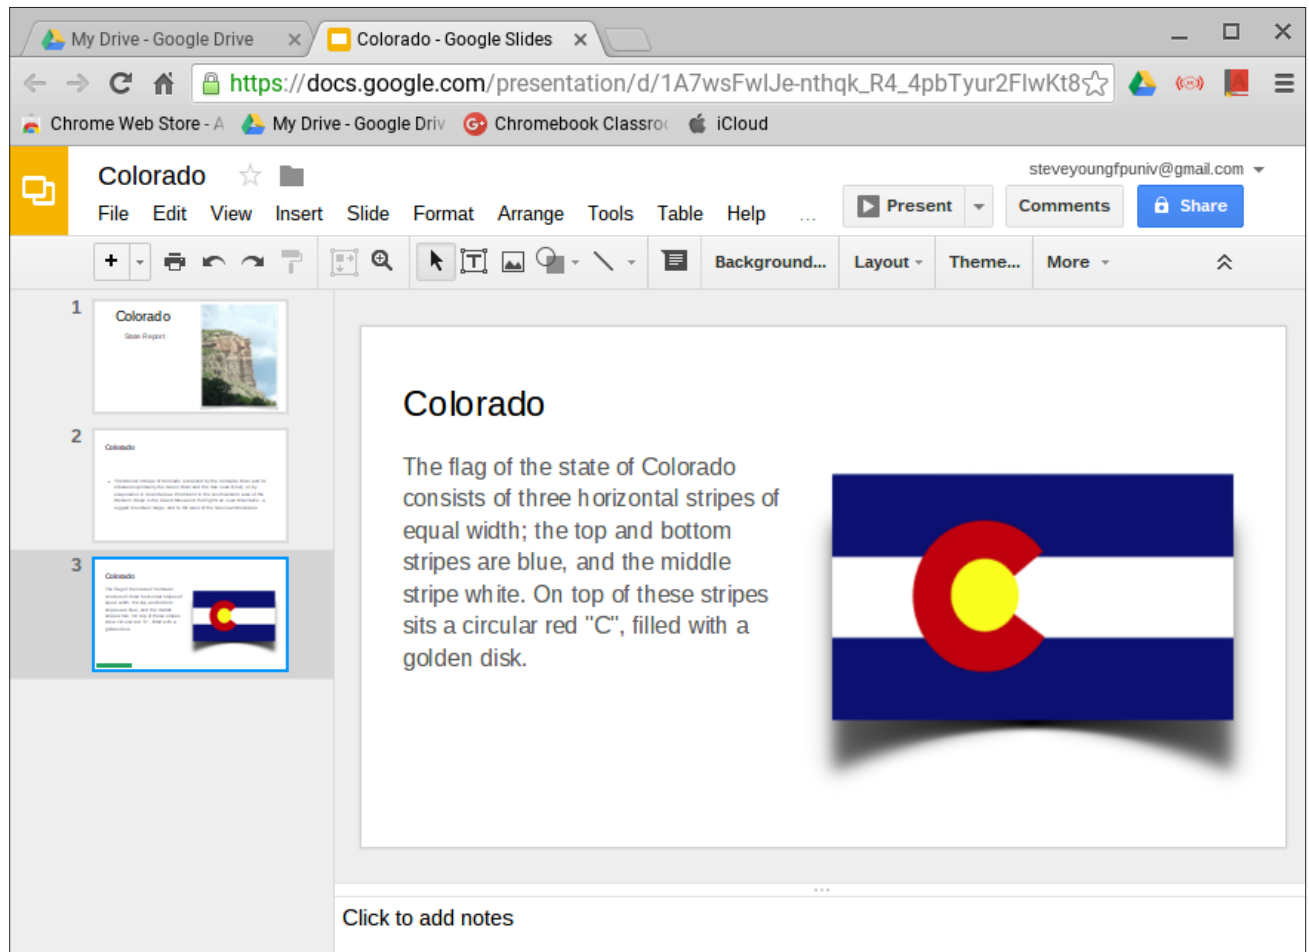 My Drive - Google Drive
Colorado - Google Slides
https://docs.google.com/presentation/d/1A7wsFwIJe-nthqk_R4_4pbTyur2FIwKt8
Chrome Web Store - A
My Drive - Google Driv
Chromebook Classro
iCloud
Colorado
steveyoungfpuniv@gmail.com
File Edit View Insert Slide Format Arrange Tools Table Help ...
Present
Comments
Share
Background... Layout Theme... More
1
Colorado
State Report
2
Colorado
3
Colorado
Colorado
The flag of the state of Colorado
consists of three horizontal stripes of
equal width; the top and bottom
stripes are blue, and the middle
stripe white. On top of these stripes
sits a circular red "C", filled with a
golden disk.
Click to add notes